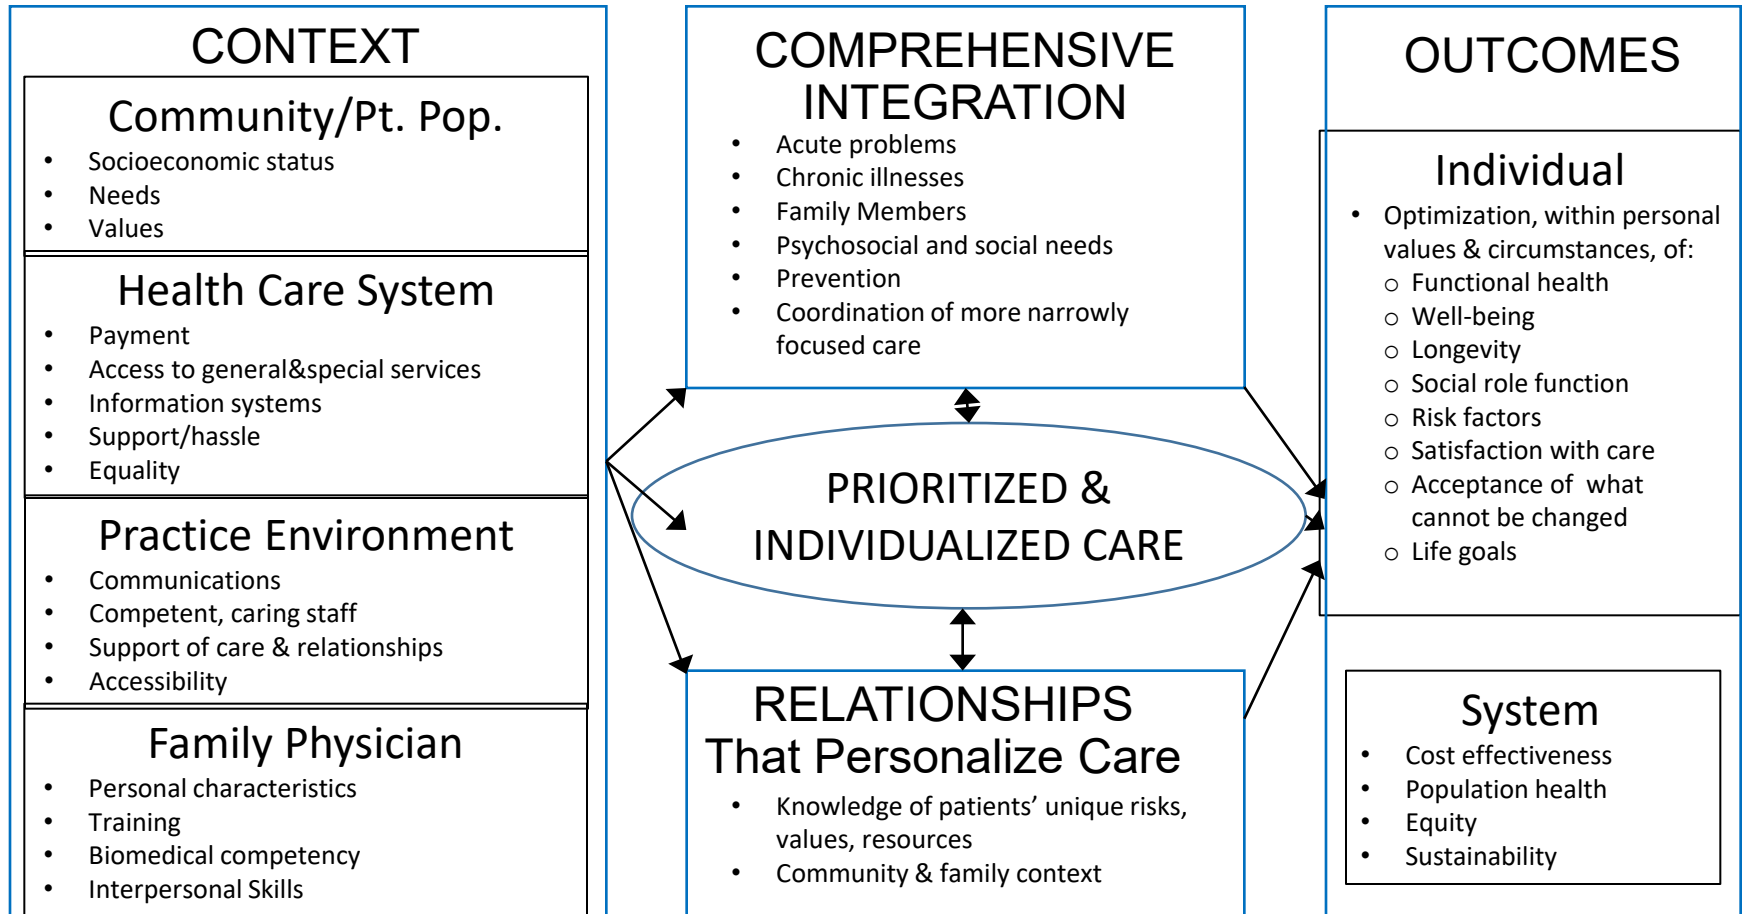 CONTEXT
Community/Pt. Pop.
• Socioeconomic status
• Needs
• Values
Health Care System
• Payment
• Access to general&special services
• Information systems
• Support/hassle
• Equality
Practice Environment
• Communications
• Competent, caring staff
• Support of care & relationships
• Accessibility
Family Physician
• Personal characteristics
• Training
• Biomedical competency
• Interpersonal Skills
COMPREHENSIVE
INTEGRATION
• Acute problems
• Chronic illnesses
• Family Members
• Psychosocial and social needs
• Prevention
• Coordination of more narrowly
focused care
PRIORITIZED &
INDIVIDUALIZED CARE
RELATIONSHIPS
That Personalize Care
• Knowledge of patients’ unique risks,
values, resources
• Community & family context
OUTCOMES
Individual
• Optimization, within personal
values & circumstances, of:
o Functional health
o Well-being
o Longevity
o Social role function
o Risk factors
o Satisfaction with care
o Acceptance of what
cannot be changed
o Life goals
System
• Cost effectiveness
• Population health
• Equity
• Sustainability